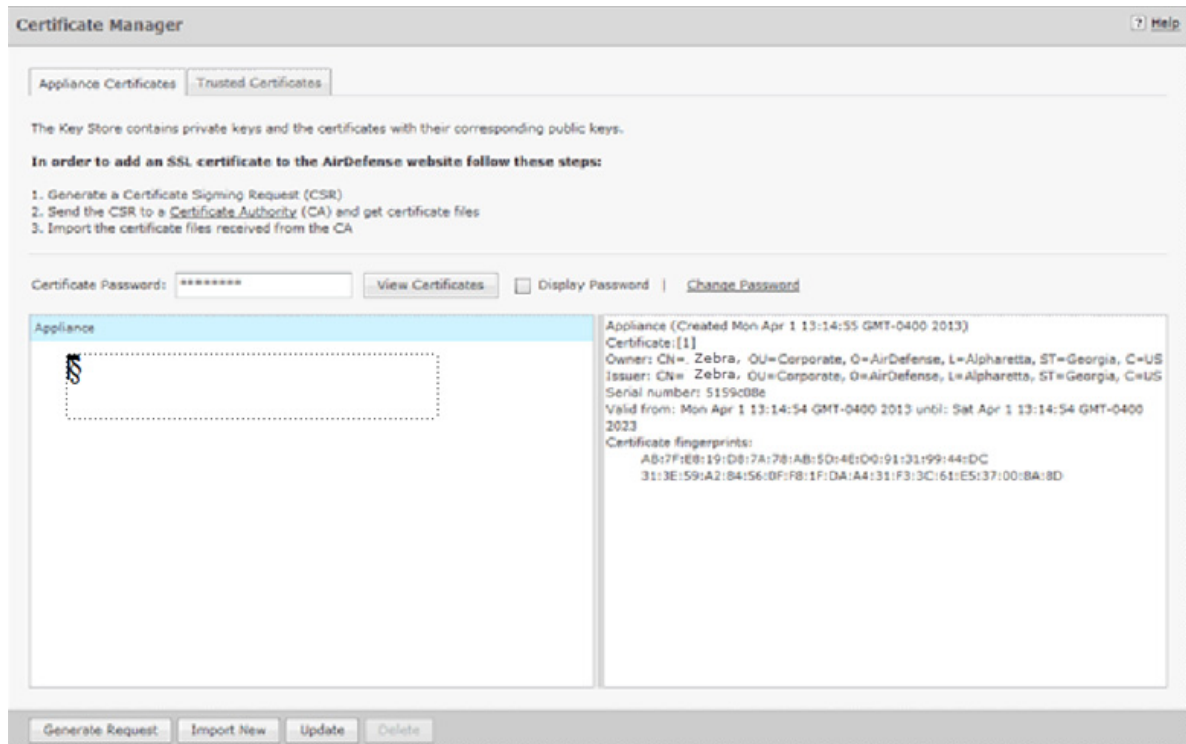 Certificate Manager
? Help
Appliance Certificates
Trusted Certificates
The Key Store contains private keys and the certificates with their corresponding public keys.
In order to add an SSL certificate to the AirDefense website follow these steps:
1. Generate a Certificate Signing Request (CSR)
2. Send the CSR to a Certificate Authority (CA) and get certificate files
3. Import the certificate files received from the CA
Certificate Password: ******** View Certificates Display Password | Change Password
Appliance
§
Appliance (Created Mon Apr 1 13:14:55 GMT-0400 2013)
Certificate:[1]
Owner: CN=. Zebra, OU=Corporate, O=AirDefense, L=Alpharetta, ST=Georgia, C=US
Issuer: CN= Zebra, OU=Corporate, O=AirDefense, L=Alpharetta, ST=Georgia, C=US
Serial number: 5159c08e
Valid from: Mon Apr 1 13:14:54 GMT-0400 2013 until: Sat Apr 1 13:14:54 GMT-0400
2023
Certificate fingerprints:
AB:7F:E8:19:D8:7A:78:AB:5D:4E:D0:91:31:99:44:DC
31:3E:59:A2:84:56:BF:F8:1F:DA:A4:31:F3:3C:61:E5:37:00:8A:8D
Generate Request
Import New
Update
Delete